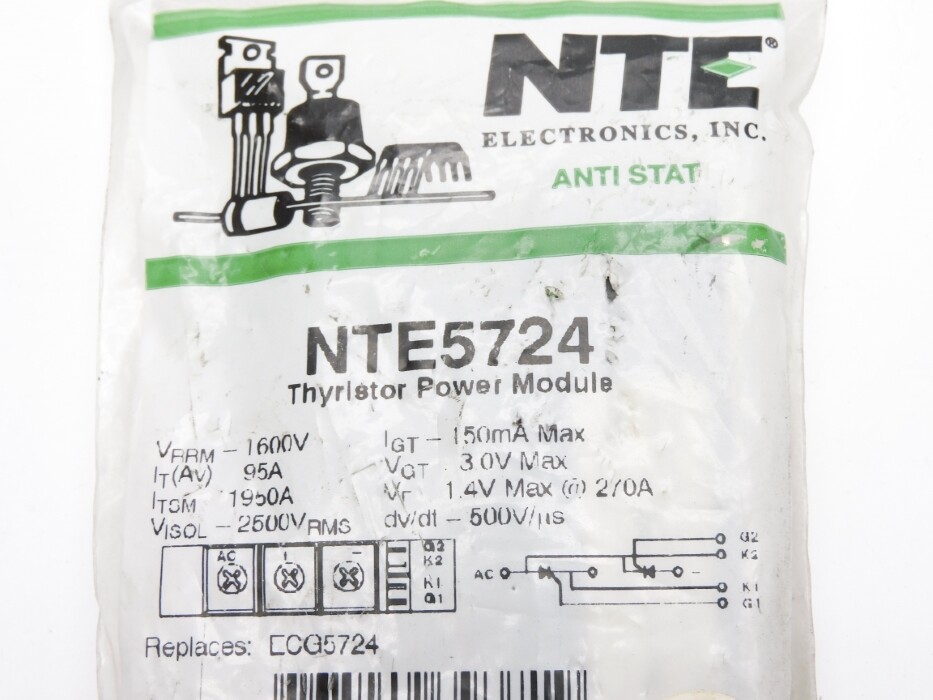 NTE®
ELECTRONICS, INC.
ANTI STAT
NTE5724
Thyristor Power Module
VRRM – 1600V
IT(AV) 95A
ITSM 1950A
VISOL – 2500VRMS
IGT – 150mA Max
VGT 3.0V Max
VT 1.4V Max @ 270A
dv/dt – 500V/µs
AC + –
G2
K2
K1
G1
AC –
G2
K2
K1
G1
Replaces: ECG5724